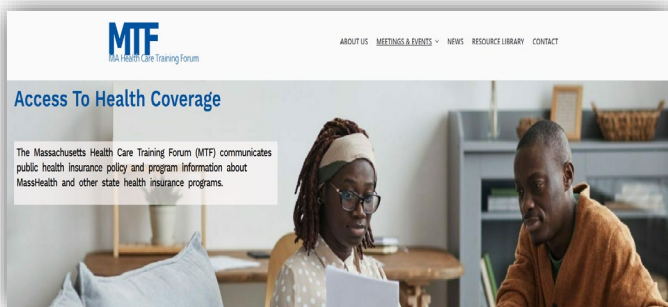 MTF
MA Health Care Training Forum
ABOUT US MEETINGS & EVENTS NEWS RESOURCE LIBRARY CONTACT
Access To Health Coverage
The Massachusetts Health Care Training Forum (MTF) communicates
public health insurance policy and program information about
MassHealth and other state health insurance programs.